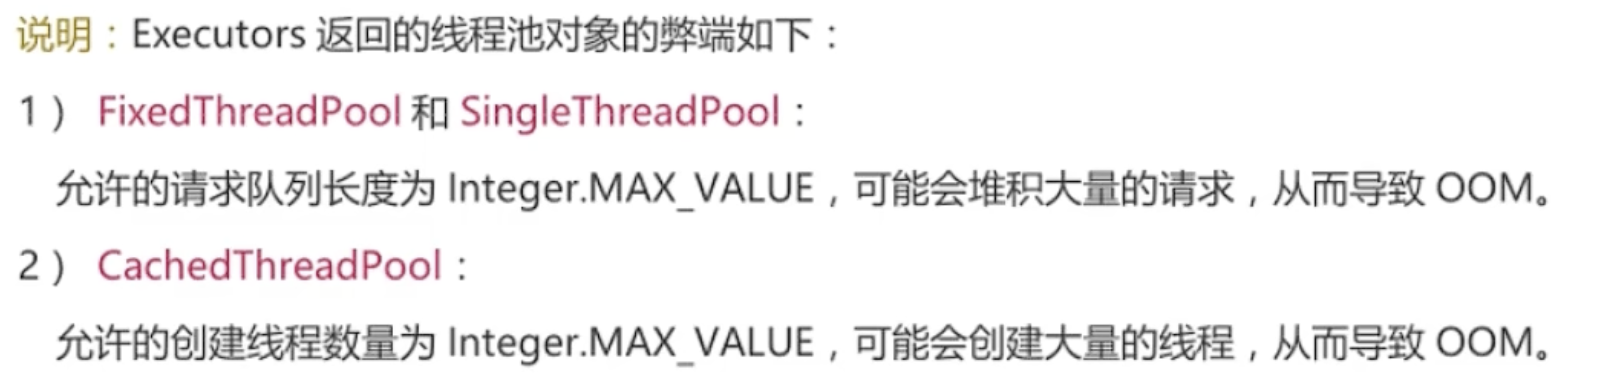 说明：Executors 返回的线程池对象的弊端如下：
1） FixedThreadPool 和 SingleThreadPool：
允许的请求队列长度为 Integer.MAX_VALUE，可能会堆积大量的请求，从而导致 OOM。
2） CachedThreadPool：
允许的创建线程数量为 Integer.MAX_VALUE，可能会创建大量的线程，从而导致 OOM。